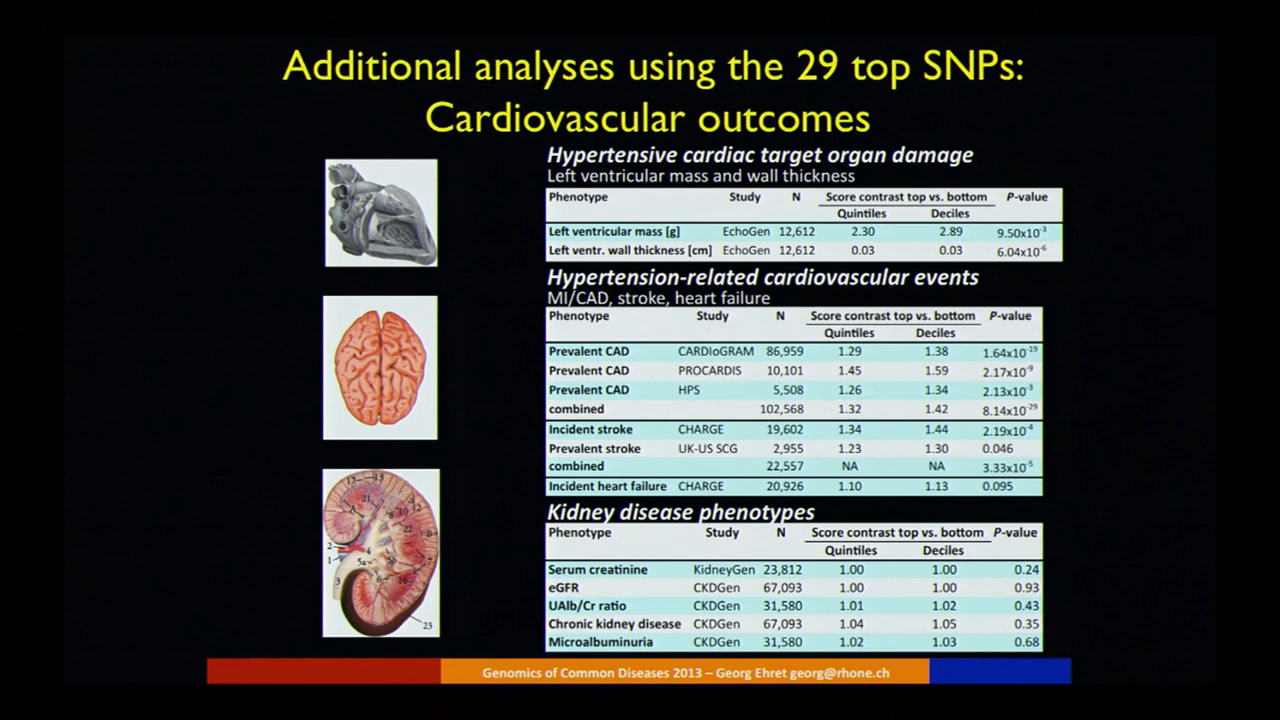 Additional analyses using the 29 top SNPs:
Cardiovascular outcomes
Hypertensive cardiac target organ damage
Left ventricular mass and wall thickness
Phenotype Study N Score contrast top vs. bottom P-value
Quintiles Deciles
Left ventricular mass [g] EchoGen 12,612 2.30 2.89 9.50x10-3
Left ventr. wall thickness [cm] EchoGen 12,612 0.03 0.03 6.04x10-6
Hypertension-related cardiovascular events
MI/CAD, stroke, heart failure
Phenotype Study N Score contrast top vs. bottom P-value
Quintiles Deciles
Prevalent CAD CARDIoGRAM 86,959 1.29 1.38 1.64x10-19
Prevalent CAD PROCARDIS 10,101 1.45 1.59 2.17x10-9
Prevalent CAD HPS 5,508 1.26 1.34 2.13x10-3
combined 102,568 1.32 1.42 8.14x10-29
Incident stroke CHARGE 19,602 1.34 1.44 2.19x10-4
Prevalent stroke UK-US SCG 2,955 1.23 1.30 0.046
combined 22,557 NA NA 3.33x10-5
Incident heart failure CHARGE 20,926 1.10 1.13 0.095
Kidney disease phenotypes
Phenotype Study N Score contrast top vs. bottom P-value
Quintiles Deciles
Serum creatinine KidneyGen 23,812 1.00 1.00 0.24
eGFR CKDGen 67,093 1.00 1.00 0.93
UAlb/Cr ratio CKDGen 31,580 1.01 1.02 0.43
Chronic kidney disease CKDGen 67,093 1.04 1.05 0.35
Microalbuminuria CKDGen 31,580 1.02 1.03 0.68
Genomics of Common Diseases 2013 – Georg Ehret georg@rhone.ch